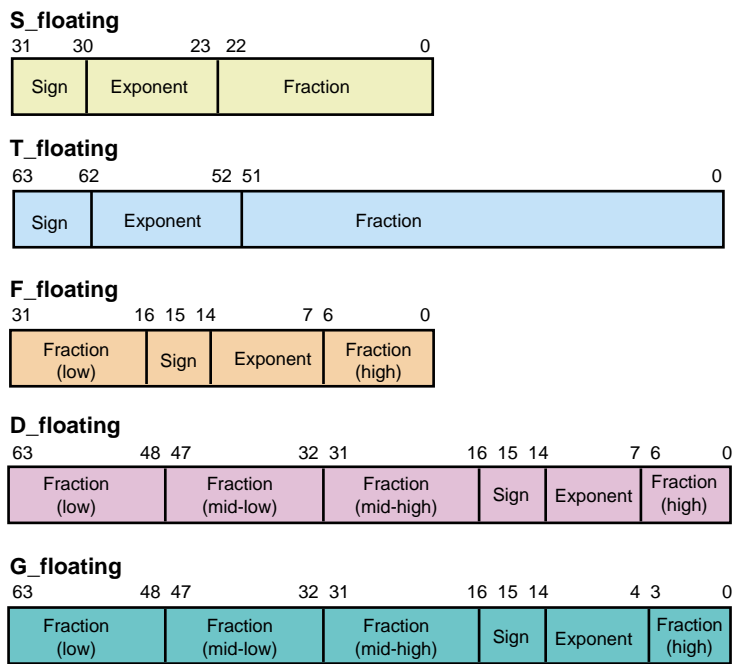 S_floating
31 30 23 22 0
Sign Exponent Fraction
T_floating
63 62 52 51 0
Sign Exponent Fraction
F_floating
31 16 15 14 7 6 0
Fraction (low) Sign Exponent Fraction (high)
D_floating
63 48 47 32 31 16 15 14 7 6 0
Fraction (low) Fraction (mid-low) Fraction (mid-high) Sign Exponent Fraction (high)
G_floating
63 48 47 32 31 16 15 14 4 3 0
Fraction (low) Fraction (mid-low) Fraction (mid-high) Sign Exponent Fraction (high)